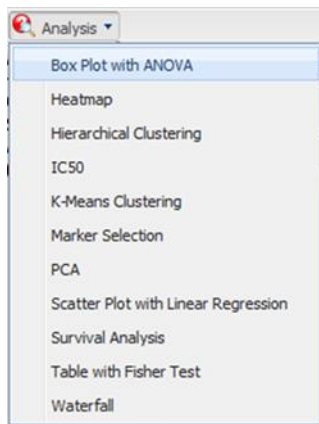 Analysis
Box Plot with ANOVA
Heatmap
Hierarchical Clustering
IC50
K-Means Clustering
Marker Selection
PCA
Scatter Plot with Linear Regression
Survival Analysis
Table with Fisher Test
Waterfall